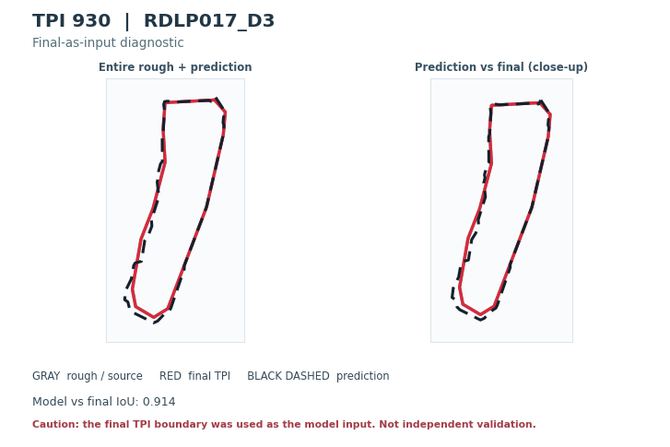 TPI 930 | RDLP017_D3
Final-as-input diagnostic
Entire rough + prediction
Prediction vs final (close-up)
GRAY rough / source RED final TPI BLACK DASHED prediction
Model vs final IoU: 0.914
Caution: the final TPI boundary was used as the model input. Not independent validation.